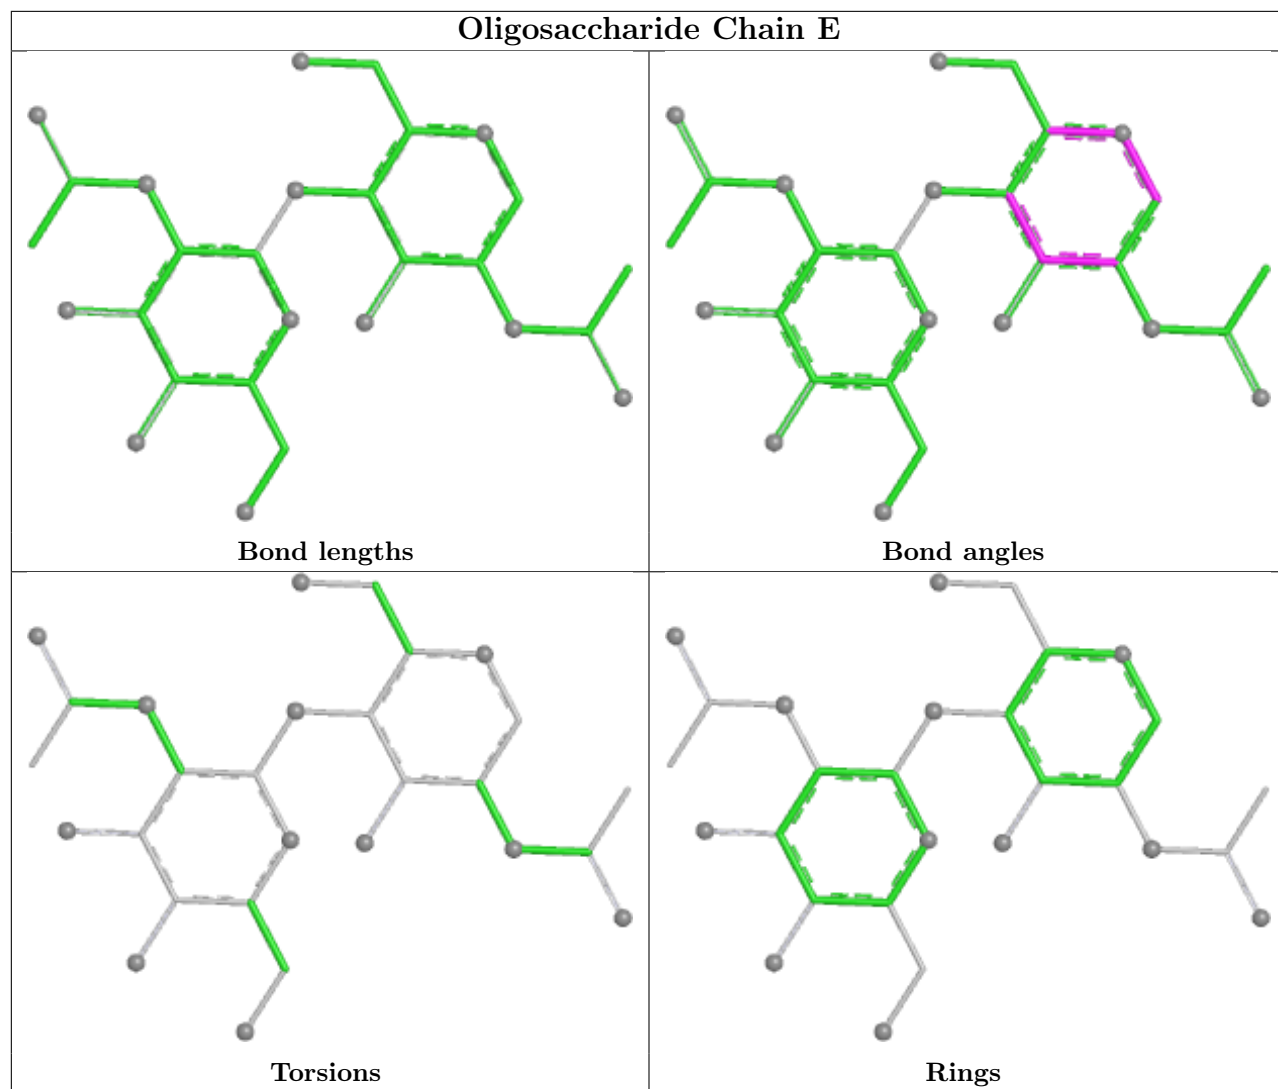 Oligosaccharide Chain E
Bond lengths
Bond angles
Torsions
Rings